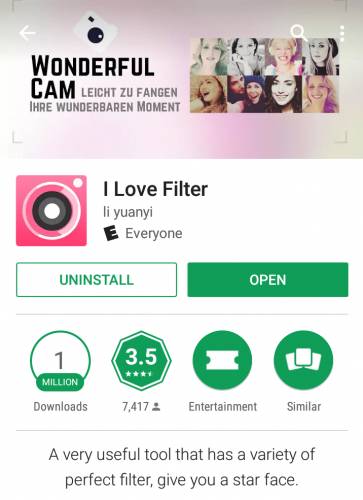 WONDERFUL
CAM LEICHT ZU FANGEN
IHRE WUNDERBAREN MOMENT
I Love Filter
li yuanyi
E Everyone
UNINSTALL
OPEN
1
MILLION
3.5
Downloads
7,417
Entertainment
Similar
A very useful tool that has a variety of
perfect filter, give you a star face.